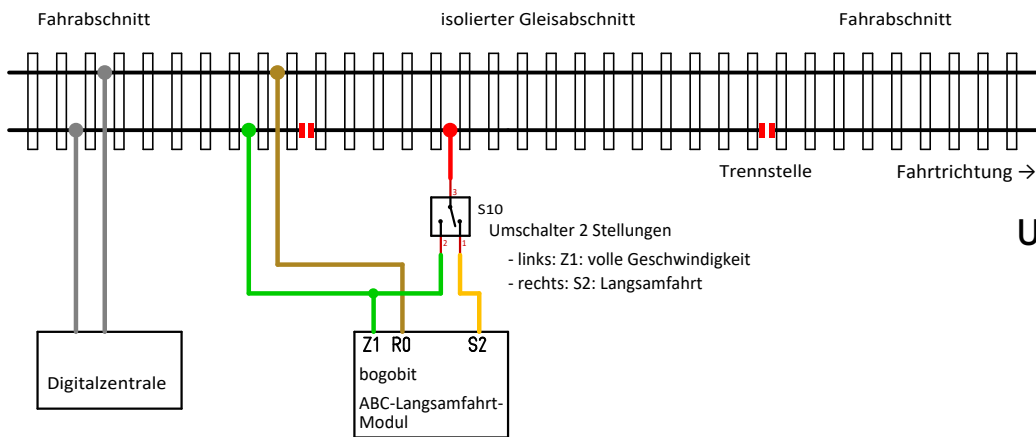 Fahrabschnitt
isolierter Gleisabschnitt
Fahrabschnitt
Trennstelle
Fahrtrichtung →
3
S10
U
Umschalter 2 Stellungen
2
1
- links: Z1: volle Geschwindigkeit
- rechts: S2: Langsamfahrt
Z1 R0 S2
Digitalzentrale
bogobit
ABC-Langsamfahrt-
Modul